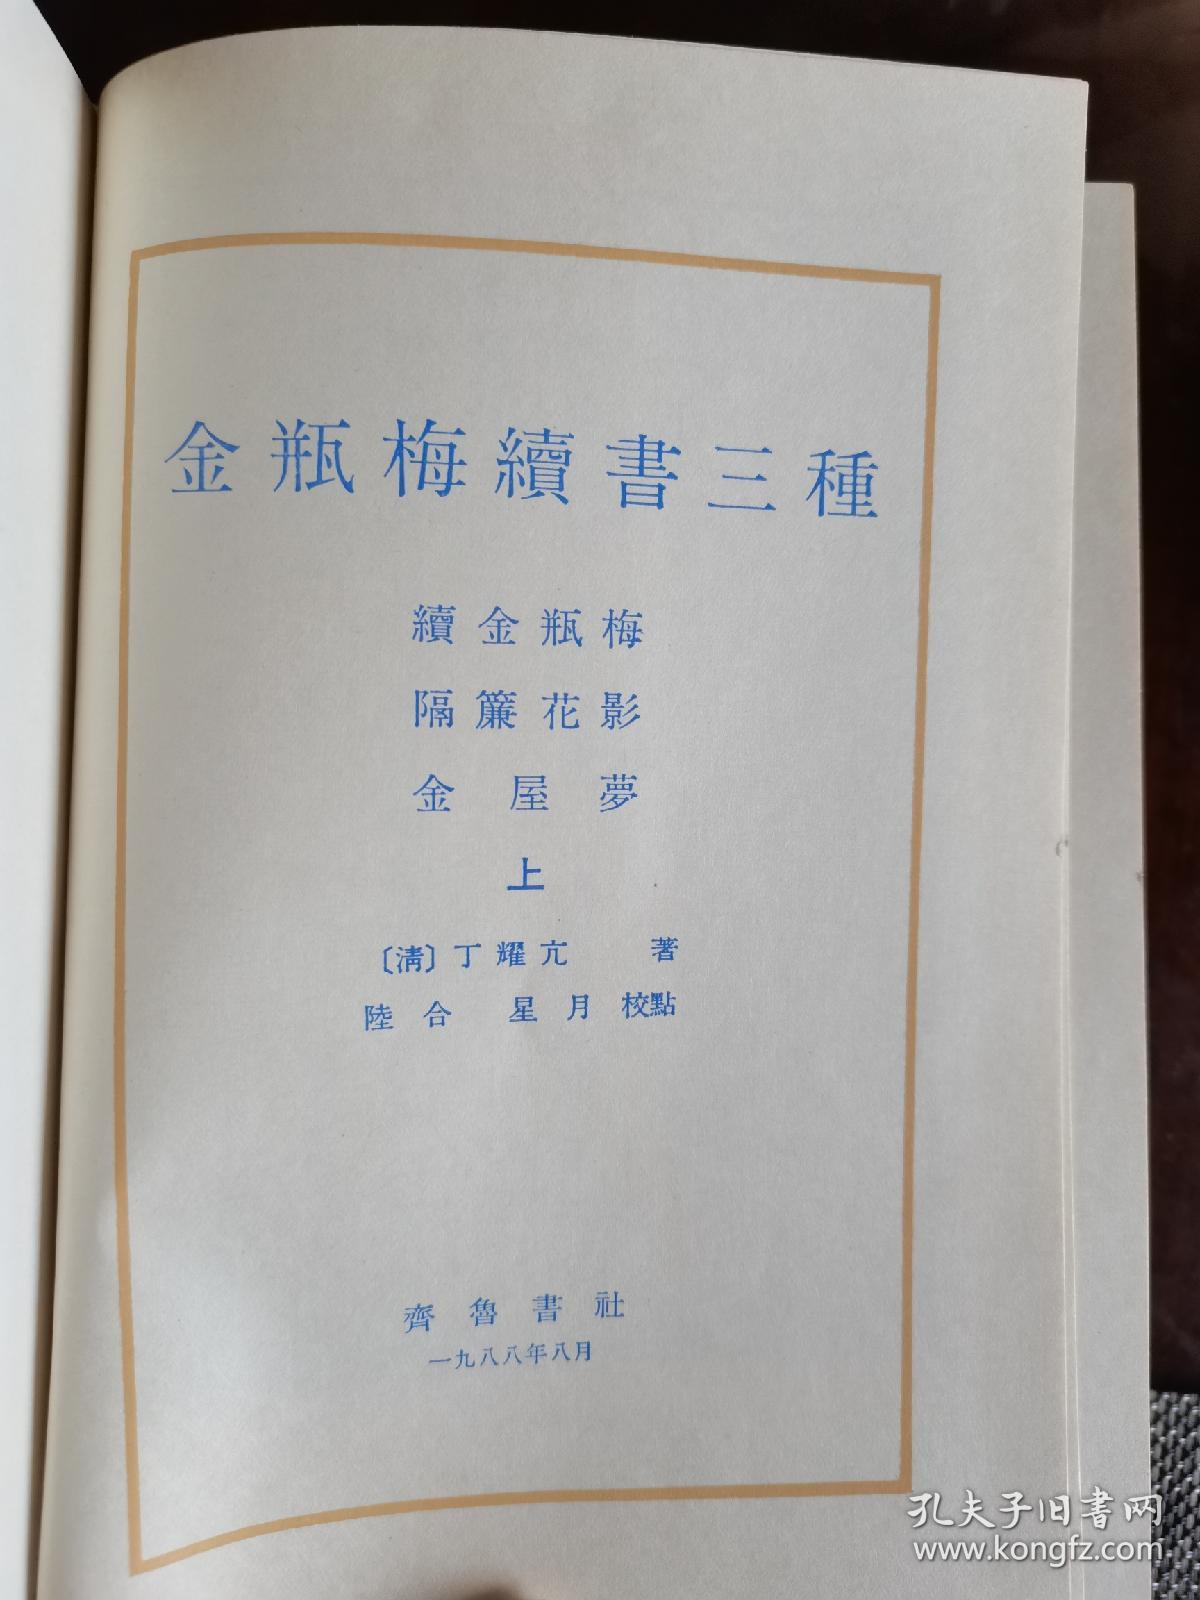 金瓶梅續書三種
續金瓶梅
隔簾花影
金屋夢
上
〔清〕丁耀亢 著
陸合 星月 校點
齊魯書社
一九八八年八月
孔夫子旧书网
www.kongfz.com